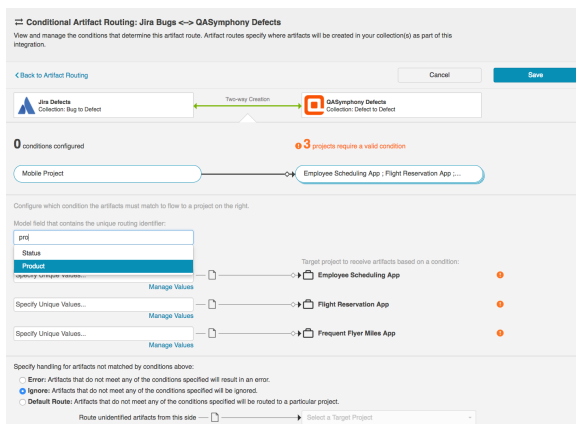 Conditional Artifact Routing: Jira Bugs <--> QASymphony Defects
View and manage the conditions that determine this artifact route. Artifact routes specify where artifacts will be created in your collection(s) as part of this
integration.
Back to Artifact Routing
Cancel
Save
Jira Defects
Collection: Bug to Defect
Two-way Creation
QASymphony Defects
Collection: Defect to Defect
0 conditions configured
3 projects require a valid condition
Mobile Project
Employee Scheduling App ; Flight Reservation App ;...
Configure which condition the artifacts must match to flow to a project on the right.
Model field that contains the unique routing identifier:
pro
Status
Product
Target project to receive artifacts based on a condition:
Specify Unique Values...
Employee Scheduling App
Manage Values
Specify Unique Values...
Flight Reservation App
Manage Values
Specify Unique Values...
Frequent Flyer Miles App
Manage Values
Specify handling for artifacts not matched by conditions above:
Error: Artifacts that do not meet any of the conditions specified will result in an error.
Ignore: Artifacts that do not meet any of the conditions specified will be ignored.
Default Route: Artifacts that do not meet any of the conditions specified will be routed to a particular project.
Route unidentified artifacts from this side
Select a Target Project